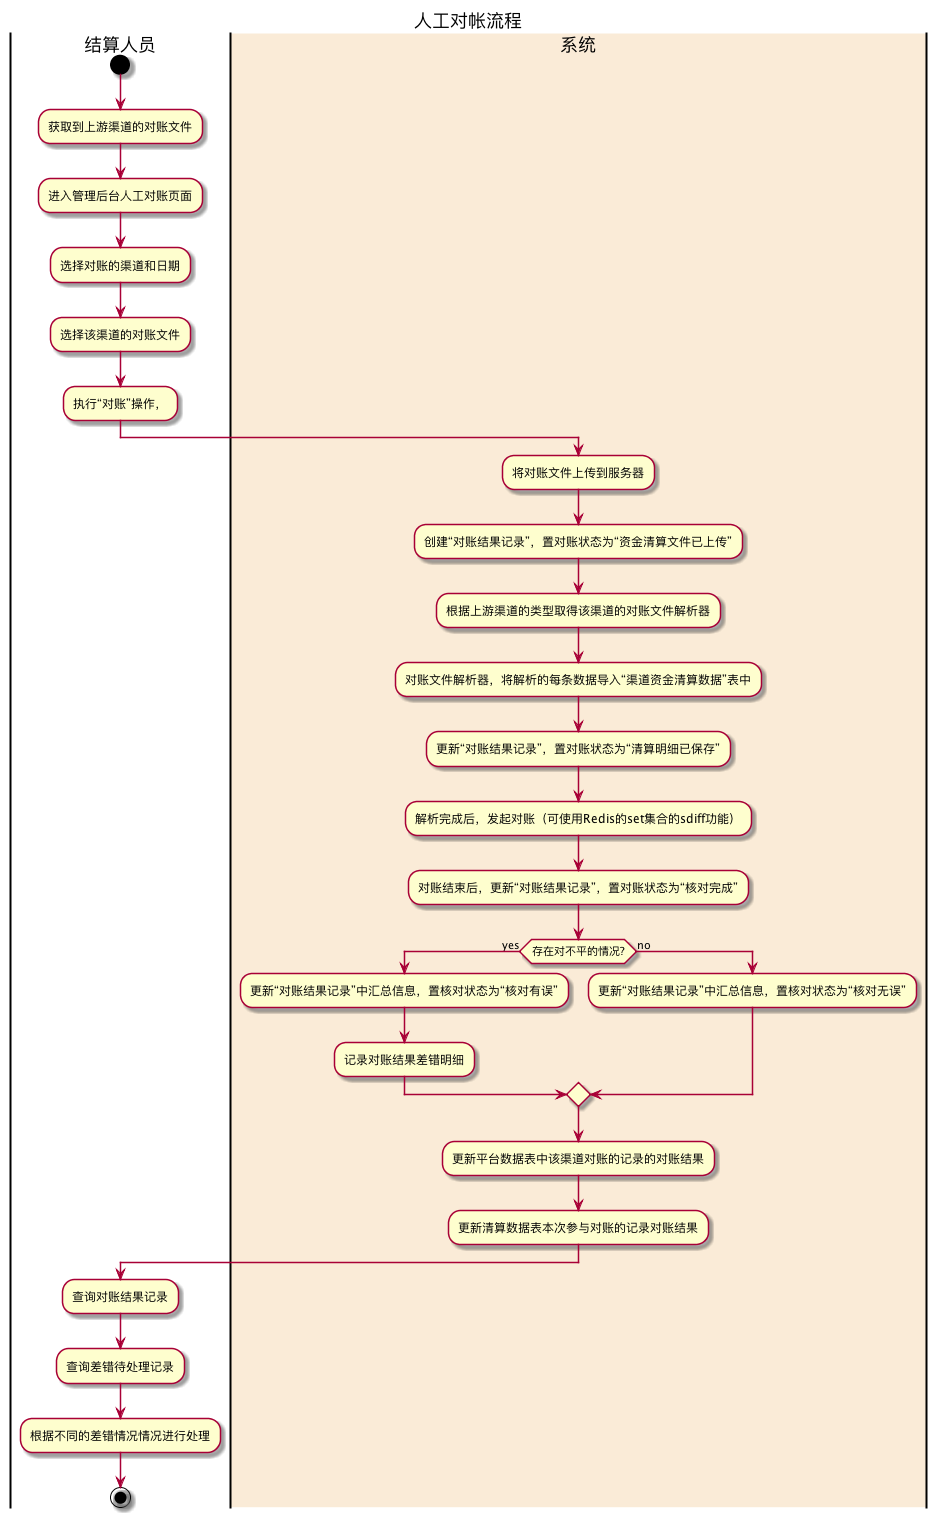 人工对帐流程
结算人员
系统
获取到上游渠道的对账文件
进入管理后台人工对账页面
选择对账的渠道和日期
选择该渠道的对账文件
执行“对账”操作，
将对账文件上传到服务器
创建“对账结果记录”，置对账状态为“资金清算文件已上传”
根据上游渠道的类型取得该渠道的对账文件解析器
对账文件解析器，将解析的每条数据导入“渠道资金清算数据”表中
更新“对账结果记录”，置对账状态为“清算明细已保存”
解析完成后，发起对账（可使用Redis的set集合的sdiff功能）
对账结束后，更新“对账结果记录”，置对账状态为“核对完成”
yes
存在对不平的情况?
no
更新“对账结果记录”中汇总信息，置核对状态为“核对有误”
更新“对账结果记录”中汇总信息，置核对状态为“核对无误”
记录对账结果差错明细
更新平台数据表中该渠道对账的记录的对账结果
更新清算数据表本次参与对账的记录对账结果
查询对账结果记录
查询差错待处理记录
根据不同的差错情况情况进行处理